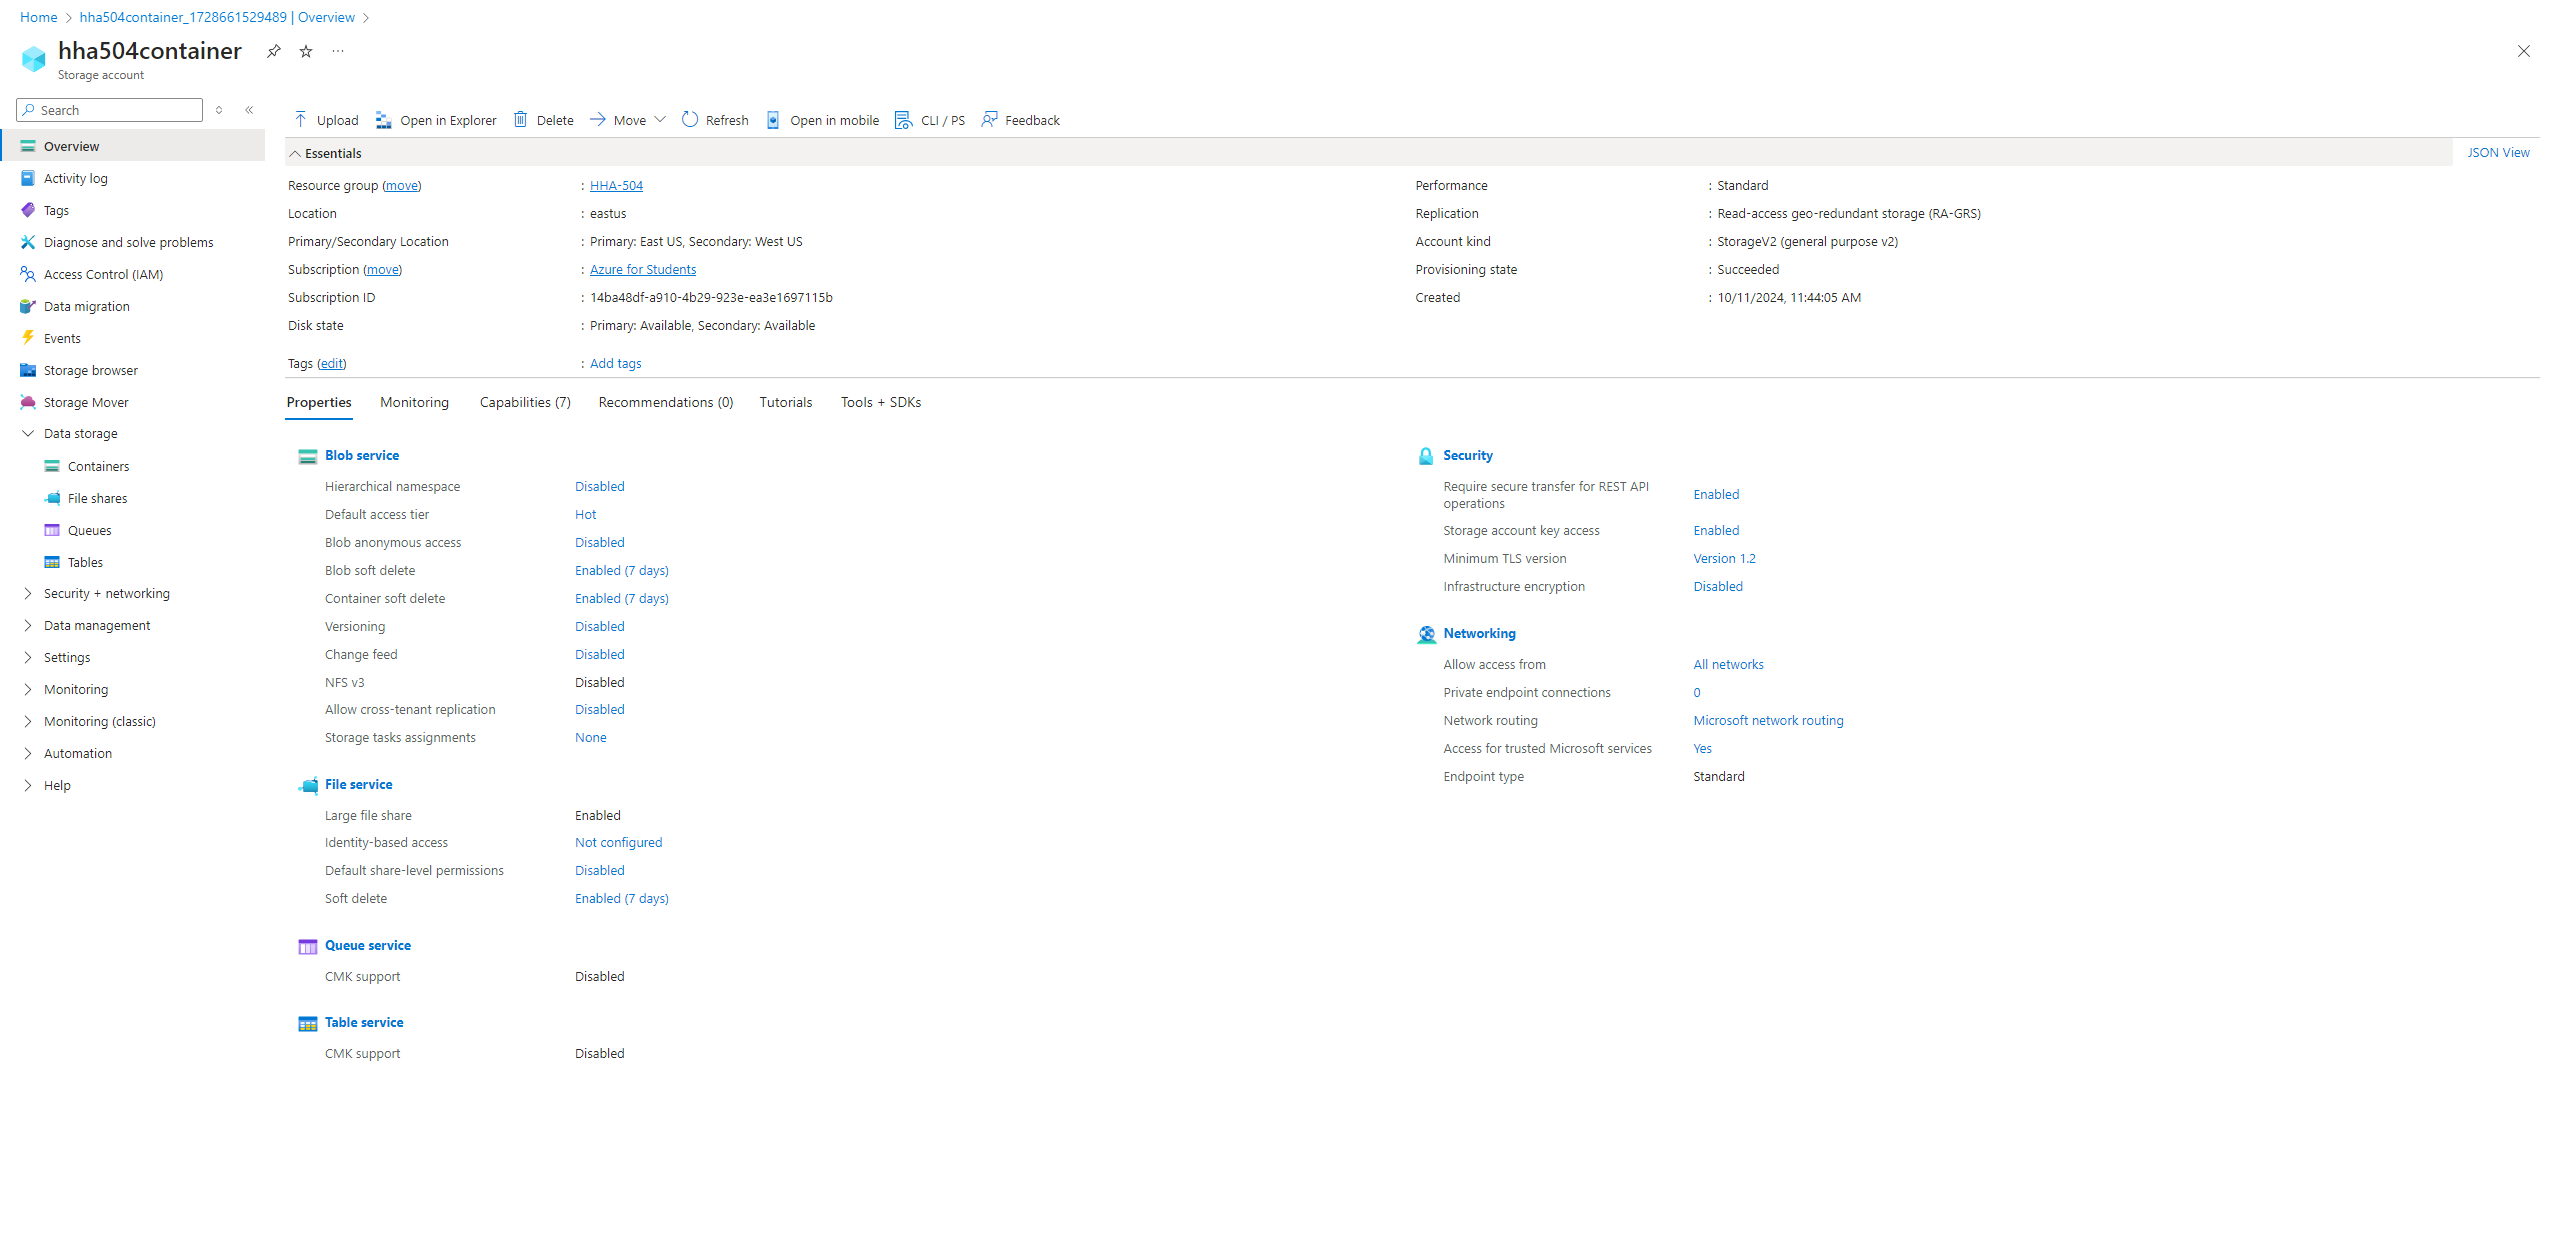 Home > hha504container_1728661529489 | Overview >
hha504container
Storage account
Search
Overview
Activity log
Tags
Diagnose and solve problems
Access Control (IAM)
Data migration
Events
Storage browser
Storage Mover
Data storage
Containers
File shares
Queues
Tables
Security + networking
Data management
Settings
Monitoring
Monitoring (classic)
Automation
Help
Upload Open in Explorer Delete Move Refresh Open in mobile CLI / PS Feedback
Essentials
JSON View
Resource group (move) : HHA-504
Location : eastus
Primary/Secondary Location : Primary: East US, Secondary: West US
Subscription (move) : Azure for Students
Subscription ID : 14ba48df-a910-4b29-923e-ea3e1697115b
Disk state : Primary: Available, Secondary: Available
Tags (edit) : Add tags
Performance : Standard
Replication : Read-access geo-redundant storage (RA-GRS)
Account kind : StorageV2 (general purpose v2)
Provisioning state : Succeeded
Created : 10/11/2024, 11:44:05 AM
Properties Monitoring Capabilities (7) Recommendations (0) Tutorials Tools + SDKs
Blob service
Hierarchical namespace Disabled
Default access tier Hot
Blob anonymous access Disabled
Blob soft delete Enabled (7 days)
Container soft delete Enabled (7 days)
Versioning Disabled
Change feed Disabled
NFS v3 Disabled
Allow cross-tenant replication Disabled
Storage tasks assignments None
File service
Large file share Enabled
Identity-based access Not configured
Default share-level permissions Disabled
Soft delete Enabled (7 days)
Queue service
CMK support Disabled
Table service
CMK support Disabled
Security
Require secure transfer for REST API
operations Enabled
Storage account key access Enabled
Minimum TLS version Version 1.2
Infrastructure encryption Disabled
Networking
Allow access from All networks
Private endpoint connections 0
Network routing Microsoft network routing
Access for trusted Microsoft services Yes
Endpoint type Standard